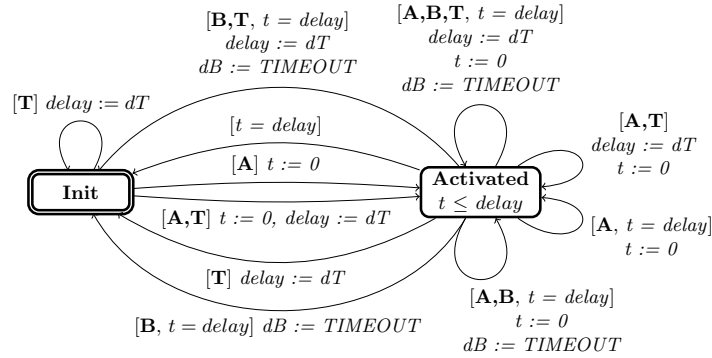 [B,T, t = delay]
delay := dT
dB := TIMEOUT
[A,B,T, t = delay]
delay := dT
t := 0
dB := TIMEOUT
[T] delay := dT
[t = delay]
[A] t := 0
[A,T]
delay := dT
t := 0
Init
Activated
t ≤ delay
[A,T] t := 0, delay := dT
[A, t = delay]
t := 0
[T] delay := dT
[B, t = delay] dB := TIMEOUT
[A,B, t = delay]
t := 0
dB := TIMEOUT